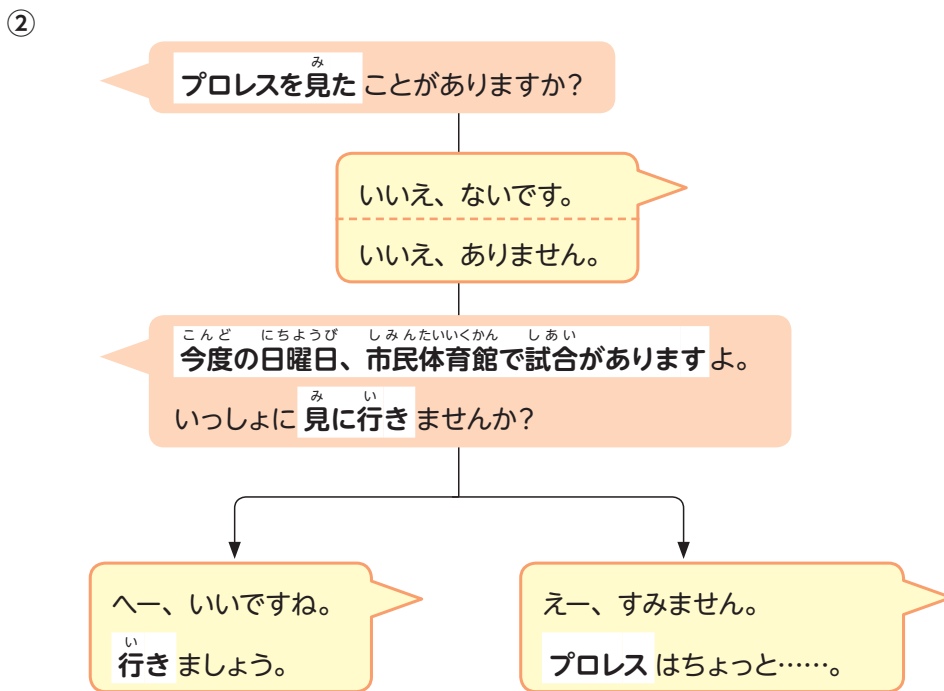 ②
み
プロレスを見たことがありますか？
いいえ、ないです。
いいえ、ありません。
こんど にちようび しみんたいいくかん しあい
今度の日曜日、市民体育館で試合がありますよ。
み い
いっしょに見に行きませんか？
へー、いいですね。
い
行きましょう。
えー、すみません。
プロレスはちょっと……。